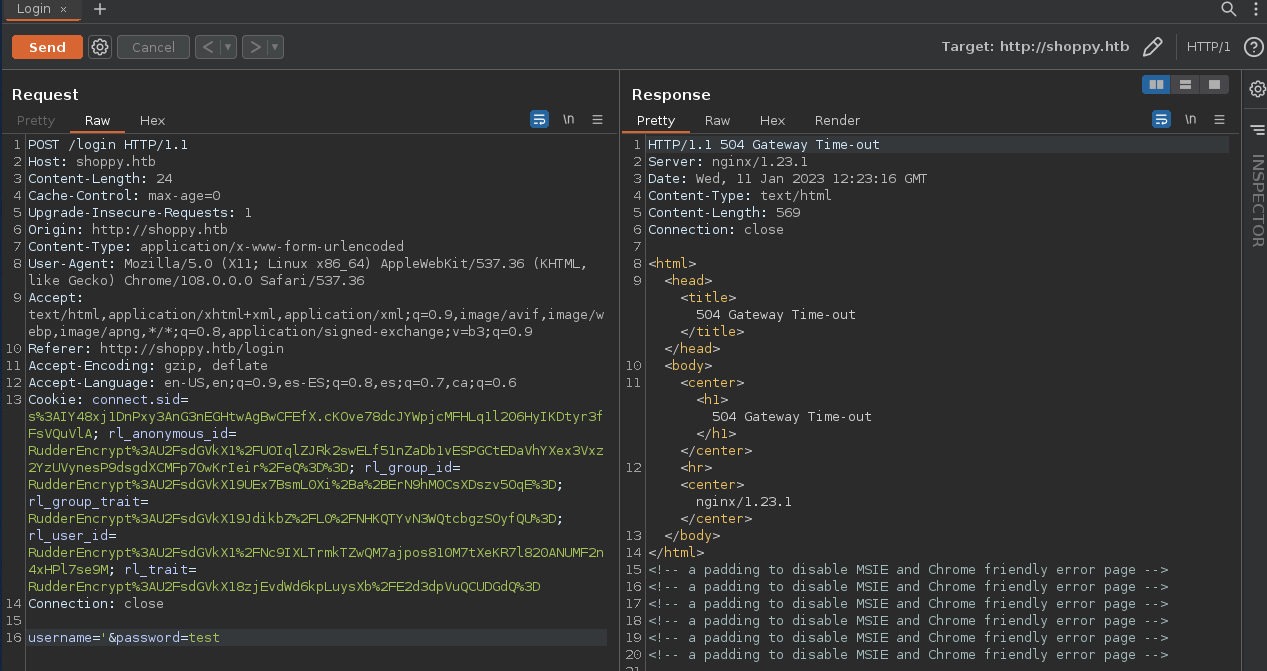 Login × +
Send Cancel < > Target: http://shoppy.htb HTTP/1 ?
Request
Pretty Raw Hex \n
1 POST /login HTTP/1.1
2 Host: shoppy.htb
3 Content-Length: 24
4 Cache-Control: max-age=0
5 Upgrade-Insecure-Requests: 1
6 Origin: http://shoppy.htb
7 Content-Type: application/x-www-form-urlencoded
8 User-Agent: Mozilla/5.0 (X11; Linux x86_64) AppleWebKit/537.36 (KHTML,
like Gecko) Chrome/108.0.0.0 Safari/537.36
9 Accept:
text/html,application/xhtml+xml,application/xml;q=0.9,image/avif,image/w
ebp,image/apng,*/*;q=0.8,application/signed-exchange;v=b3;q=0.9
10 Referer: http://shoppy.htb/login
11 Accept-Encoding: gzip, deflate
12 Accept-Language: en-US,en;q=0.9,es-ES;q=0.8,es;q=0.7,ca;q=0.6
13 Cookie: connect.sid=
s%3AIY48xj1DnPxy3AnG3nEGHtwAgBwCFEfX.cKOve78dcJYWpjcMFHLq1l206HyIKDtyr3f
FsVQuVlA; rl_anonymous_id=
RudderEncrypt%3AU2FsdGVkX1%2FUOIqlZJRk2swELf51nZaDb1vESPGCtEDaVhYXex3Vxz
2YzUVynesP9dsgdXCMFp70wKrIeir%2FeQ%3D%3D; rl_group_id=
RudderEncrypt%3AU2FsdGVkX19UEx7BsmLOXi%2Ba%2BErN9hM0CsXDszv5OqE%3D;
rl_group_trait=
RudderEncrypt%3AU2FsdGVkX19JdikbZ%2FLO%2FNHKQTYvN3WQtcbgzSOyfQU%3D;
rl_user_id=
RudderEncrypt%3AU2FsdGVkX1%2FNc9IXLTrmkTZwQM7ajpos810M7tXeKR7l820ANUMF2n
4xHPl7se9M; rl_trait=
RudderEncrypt%3AU2FsdGVkX18zjEvdWd6kpLuysXb%2FE2d3dpVuQCUDGdQ%3D
14 Connection: close
15
16 username='&password=test
Response
Pretty Raw Hex Render \n
1 HTTP/1.1 504 Gateway Time-out
2 Server: nginx/1.23.1
3 Date: Wed, 11 Jan 2023 12:23:16 GMT
4 Content-Type: text/html
5 Content-Length: 569
6 Connection: close
7
8 <html>
9 <head>
<title>
504 Gateway Time-out
</title>
</head>
10 <body>
11 <center>
<h1>
504 Gateway Time-out
</h1>
</center>
12 <hr>
<center>
nginx/1.23.1
</center>
13 </body>
14 </html>
15 <!-- a padding to disable MSIE and Chrome friendly error page -->
16 <!-- a padding to disable MSIE and Chrome friendly error page -->
17 <!-- a padding to disable MSIE and Chrome friendly error page -->
18 <!-- a padding to disable MSIE and Chrome friendly error page -->
19 <!-- a padding to disable MSIE and Chrome friendly error page -->
20 <!-- a padding to disable MSIE and Chrome friendly error page -->
21
INSPECTOR